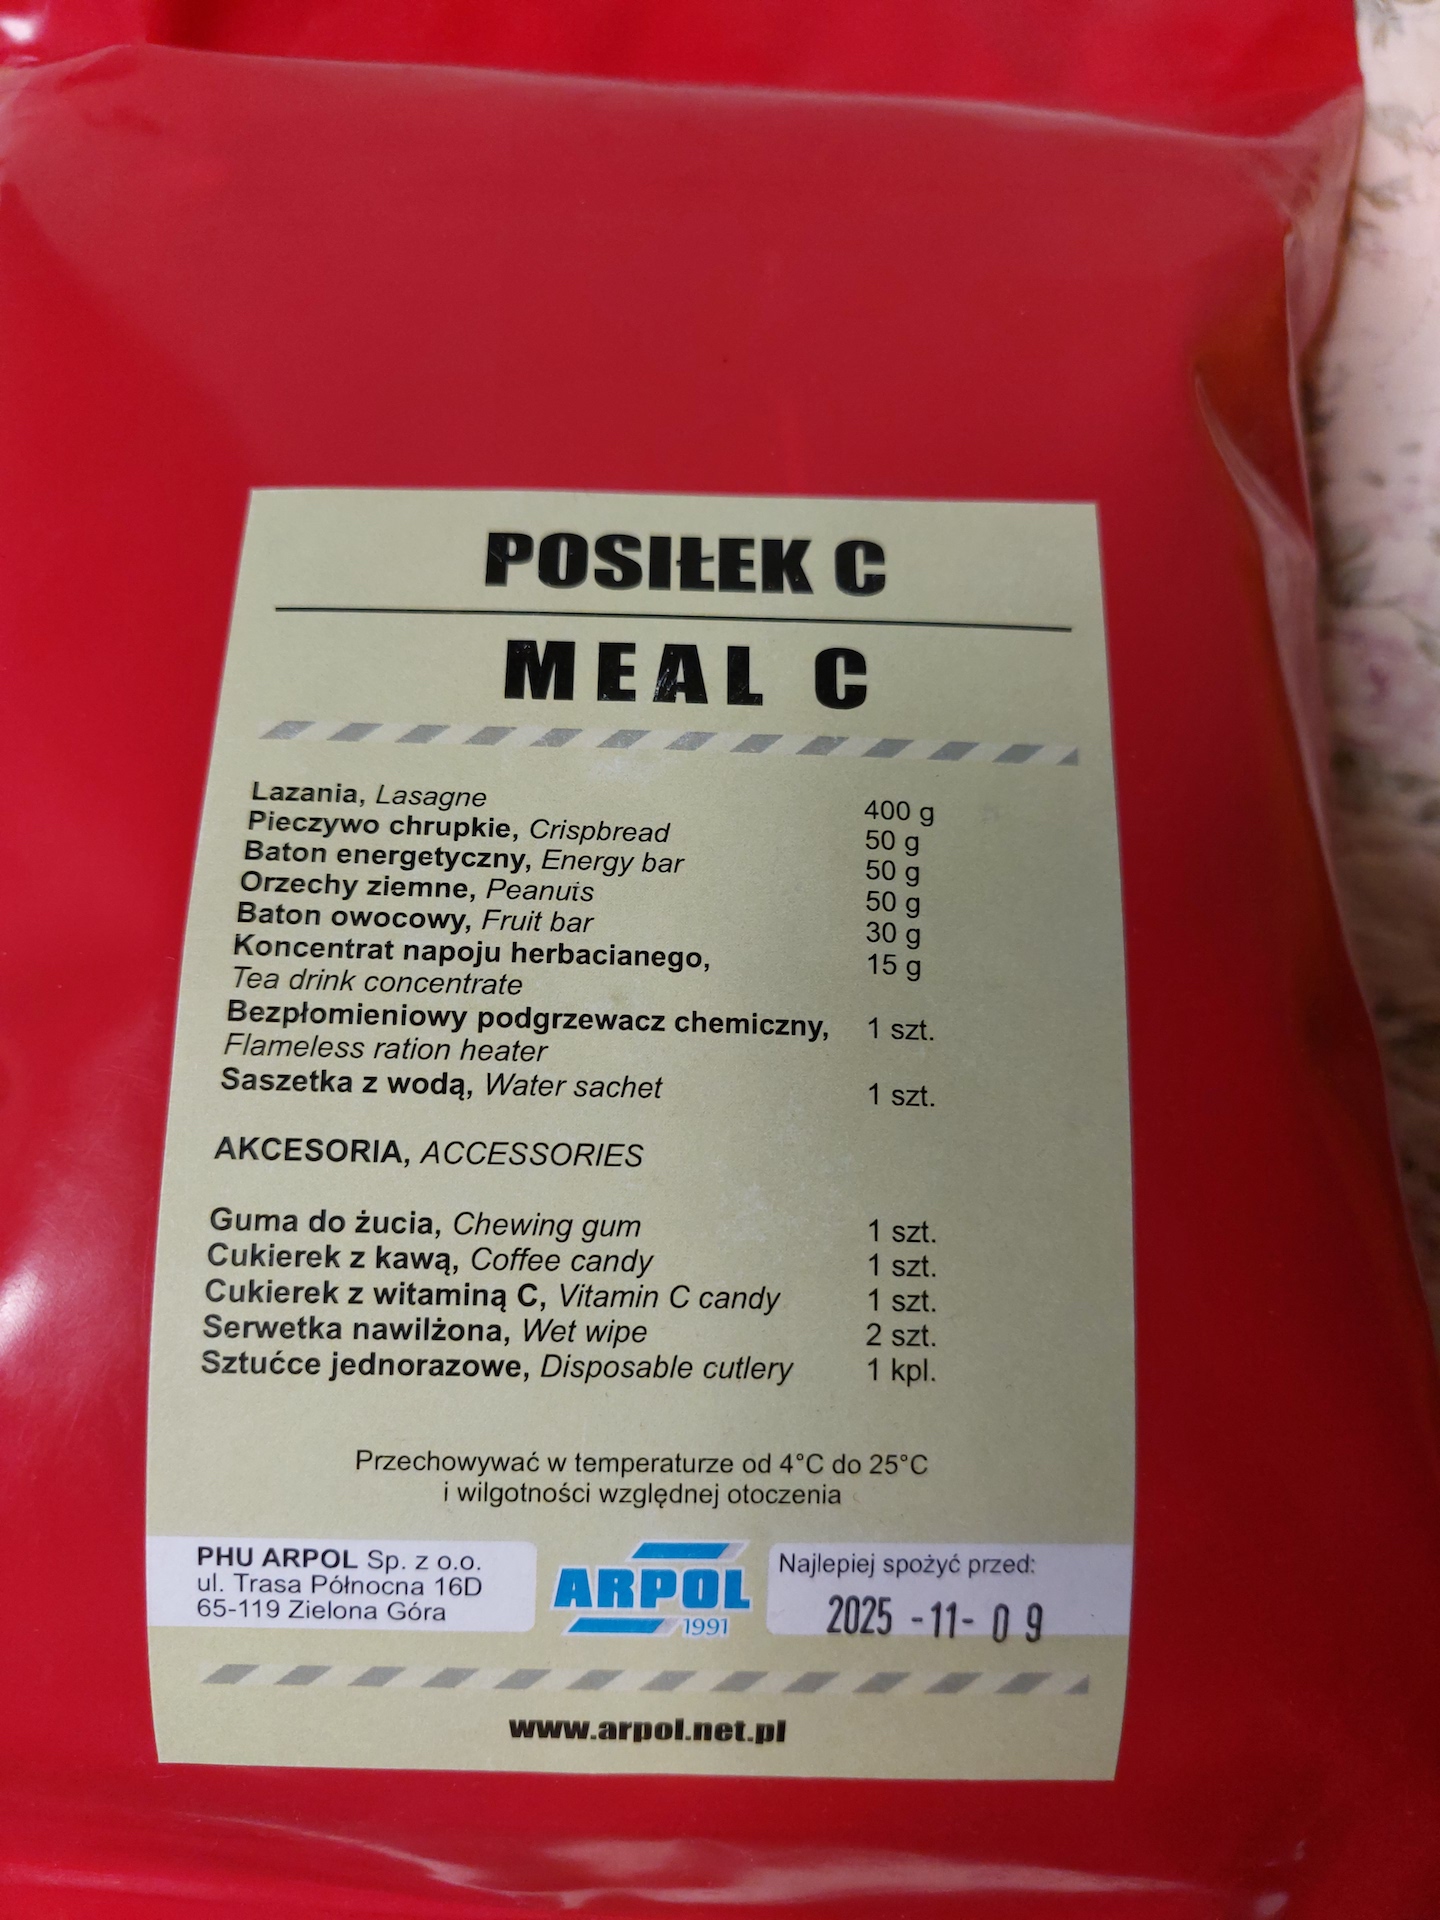 POSIŁEK C
MEAL C
Lazania, Lasagne 400 g
Pieczywo chrupkie, Crispbread 50 g
Baton energetyczny, Energy bar 50 g
Orzechy ziemne, Peanuts 50 g
Baton owocowy, Fruit bar 30 g
Koncentrat napoju herbacianego, 15 g
Tea drink concentrate
Bezpłomieniowy podgrzewacz chemiczny, 1 szt.
Flameless ration heater
Saszetka z wodą, Water sachet 1 szt.
AKCESORIA, ACCESSORIES
Guma do żucia, Chewing gum 1 szt.
Cukierek z kawą, Coffee candy 1 szt.
Cukierek z witaminą C, Vitamin C candy 1 szt.
Serwetka nawilżona, Wet wipe 2 szt.
Sztućce jednorazowe, Disposable cutlery 1 kpl.
Przechowywać w temperaturze od 4°C do 25°C
i wilgotności względnej otoczenia
PHU ARPOL Sp. z o.o.
ul. Trasa Północna 16D
65-119 Zielona Góra
ARPOL
1991
Najlepiej spożyć przed:
2025 -11- 09
www.arpol.net.pl